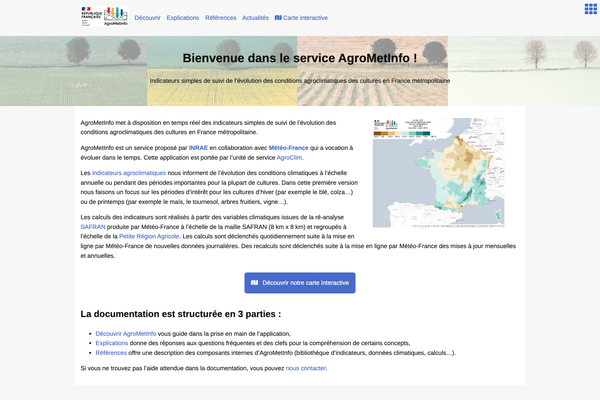 RÉPUBLIQUE
FRANÇAISE
AgroMetInfo
Découvrir Explications Références Actualités Carte interactive
Bienvenue dans le service AgroMetInfo !
Indicateurs simples de suivi de l'évolution des conditions agroclimatiques des cultures en France métropolitaine
AgroMetInfo met à disposition en temps réel des indicateurs simples de suivi de l'évolution des
conditions agroclimatiques des cultures en France métropolitaine.
AgroMetInfo est un service proposé par INRAE en collaboration avec Météo-France qui a vocation à
évoluer dans le temps. Cette application est portée par l'unité de service AgroClim.
Les indicateurs agroclimatiques nous informent de l'évolution des conditions climatiques à l'échelle
annuelle ou pendant des périodes importantes pour la plupart de cultures. Dans cette première version
nous faisons un focus sur les périodes d'intérêt pour les cultures d'hiver (par exemple le blé, colza…)
ou de printemps (par exemple le maïs, le tournesol, arbres fruitiers, vigne…).
Les calculs des indicateurs sont réalisés à partir des variables climatiques issues de la ré-analyse
SAFRAN produite par Météo-France à l'échelle de la maille SAFRAN (8 km x 8 km) et regroupés à
l'échelle de la Petite Région Agricole. Les calculs sont déclenchés quotidiennement suite à la mise en
ligne par Météo-France de nouvelles données journalières. Des recalculs sont déclenchés suite à la mise en ligne par Météo-France des mises à jour mensuelles
et annuelles.
Découvrir notre carte interactive
La documentation est structurée en 3 parties :
• Découvrir AgroMetInfo vous guide dans la prise en main de l'application,
• Explications donne des réponses aux questions fréquentes et des clefs pour la compréhension de certains concepts,
• Références offre une description des composants internes d'AgroMetInfo (bibliothèque d'indicateurs, données climatiques, calculs…).
Si vous ne trouvez pas l'aide attendue dans la documentation, vous pouvez nous contacter.